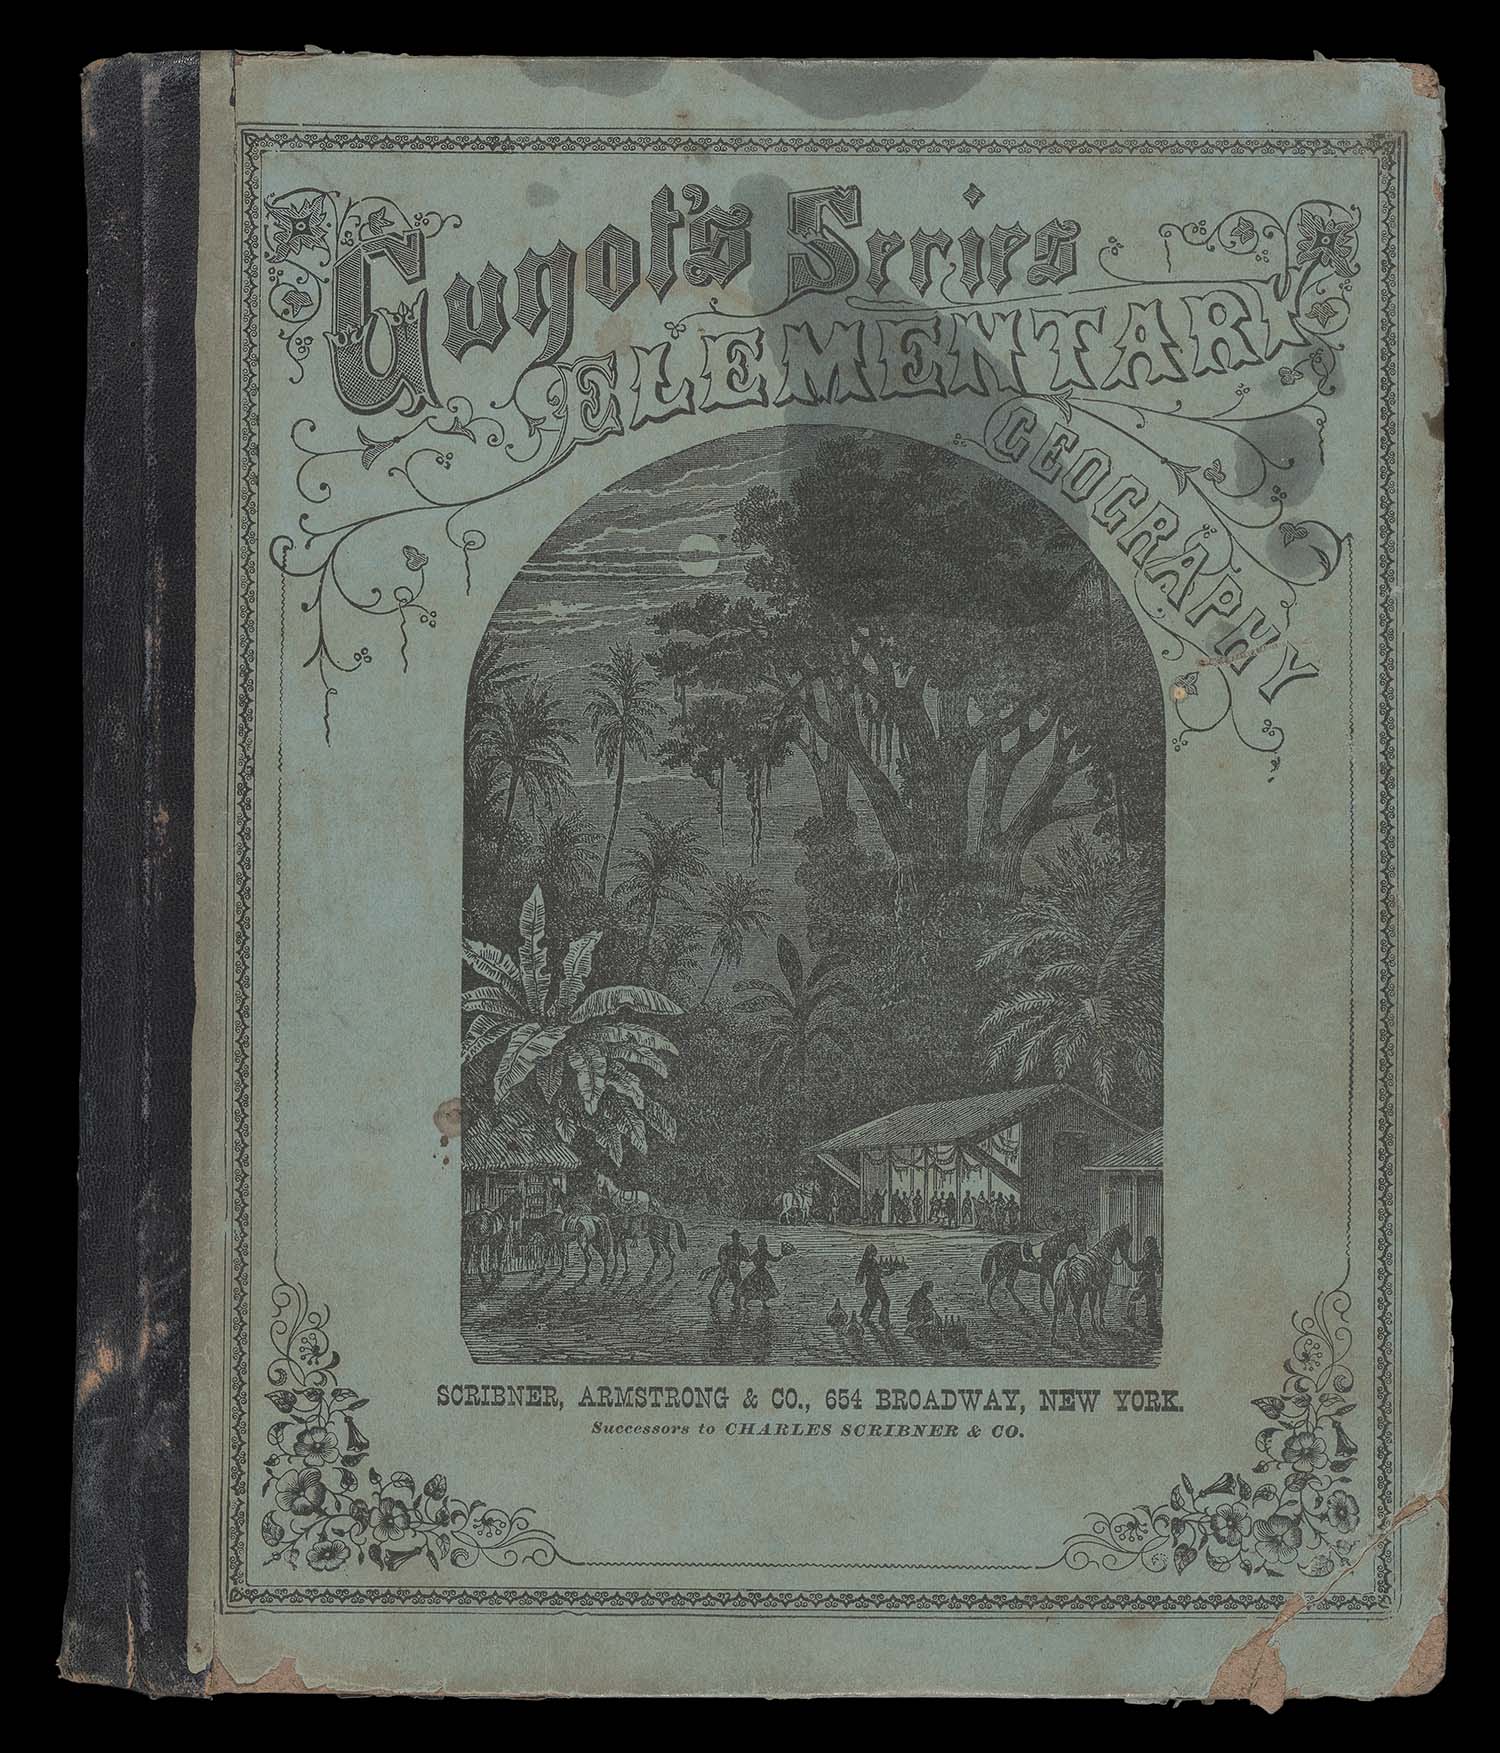 Guyot's Series
ELEMENTARY
GEOGRAPHY
SCRIBNER, ARMSTRONG & CO., 654 BROADWAY, NEW YORK.
Successors to CHARLES SCRIBNER & CO.